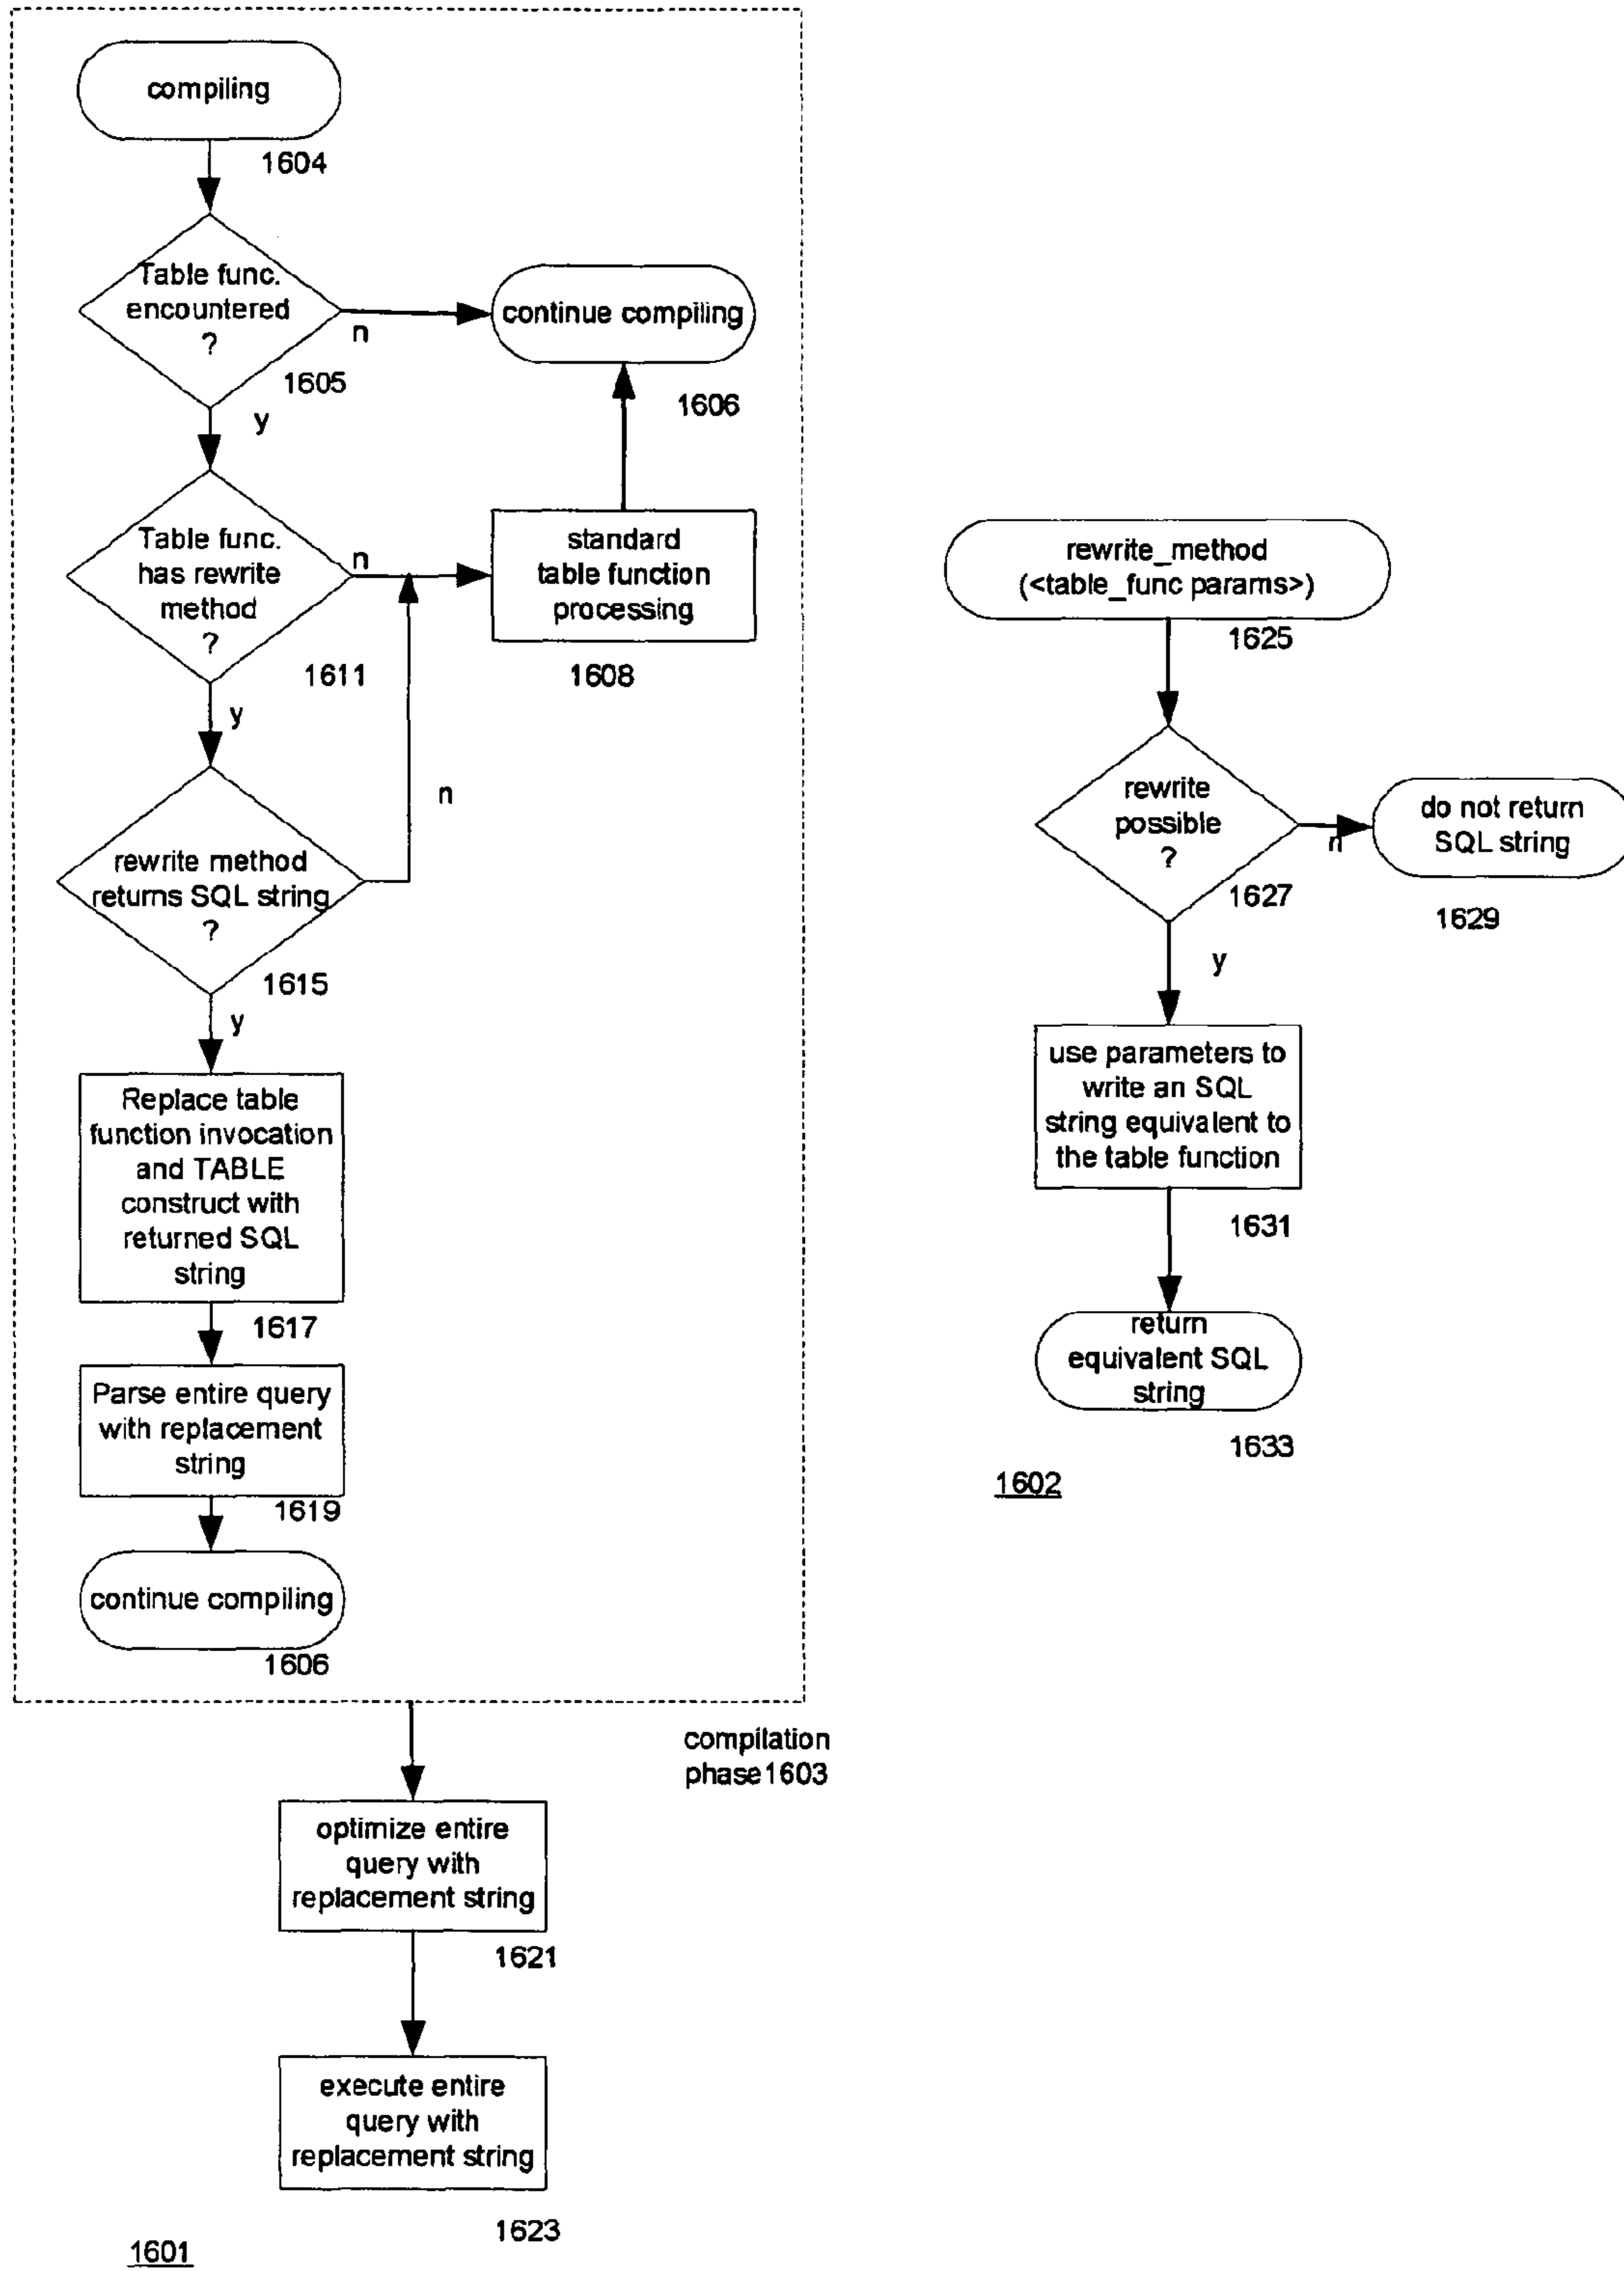 compiling
1604
Table func.
encountered
?
n
1605
y
continue compiling
1606
Table func.
has rewrite
method
?
n
1611
y
standard
table function
processing
1608
rewrite method
returns SQL string
?
n
1615
y
Replace table
function invocation
and TABLE
construct with
returned SQL
string
1617
Parse entire query
with replacement
string
1619
continue compiling
1606
compilation
phase1603
optimize entire
query with
replacement string
1621
execute entire
query with
replacement string
1623
1601
rewrite_method
(<table_func params>)
1625
rewrite
possible
?
n
1627
y
do not return
SQL string
1629
use parameters to
write an SQL
string equivalent to
the table function
1631
return
equivalent SQL
string
1633
1602